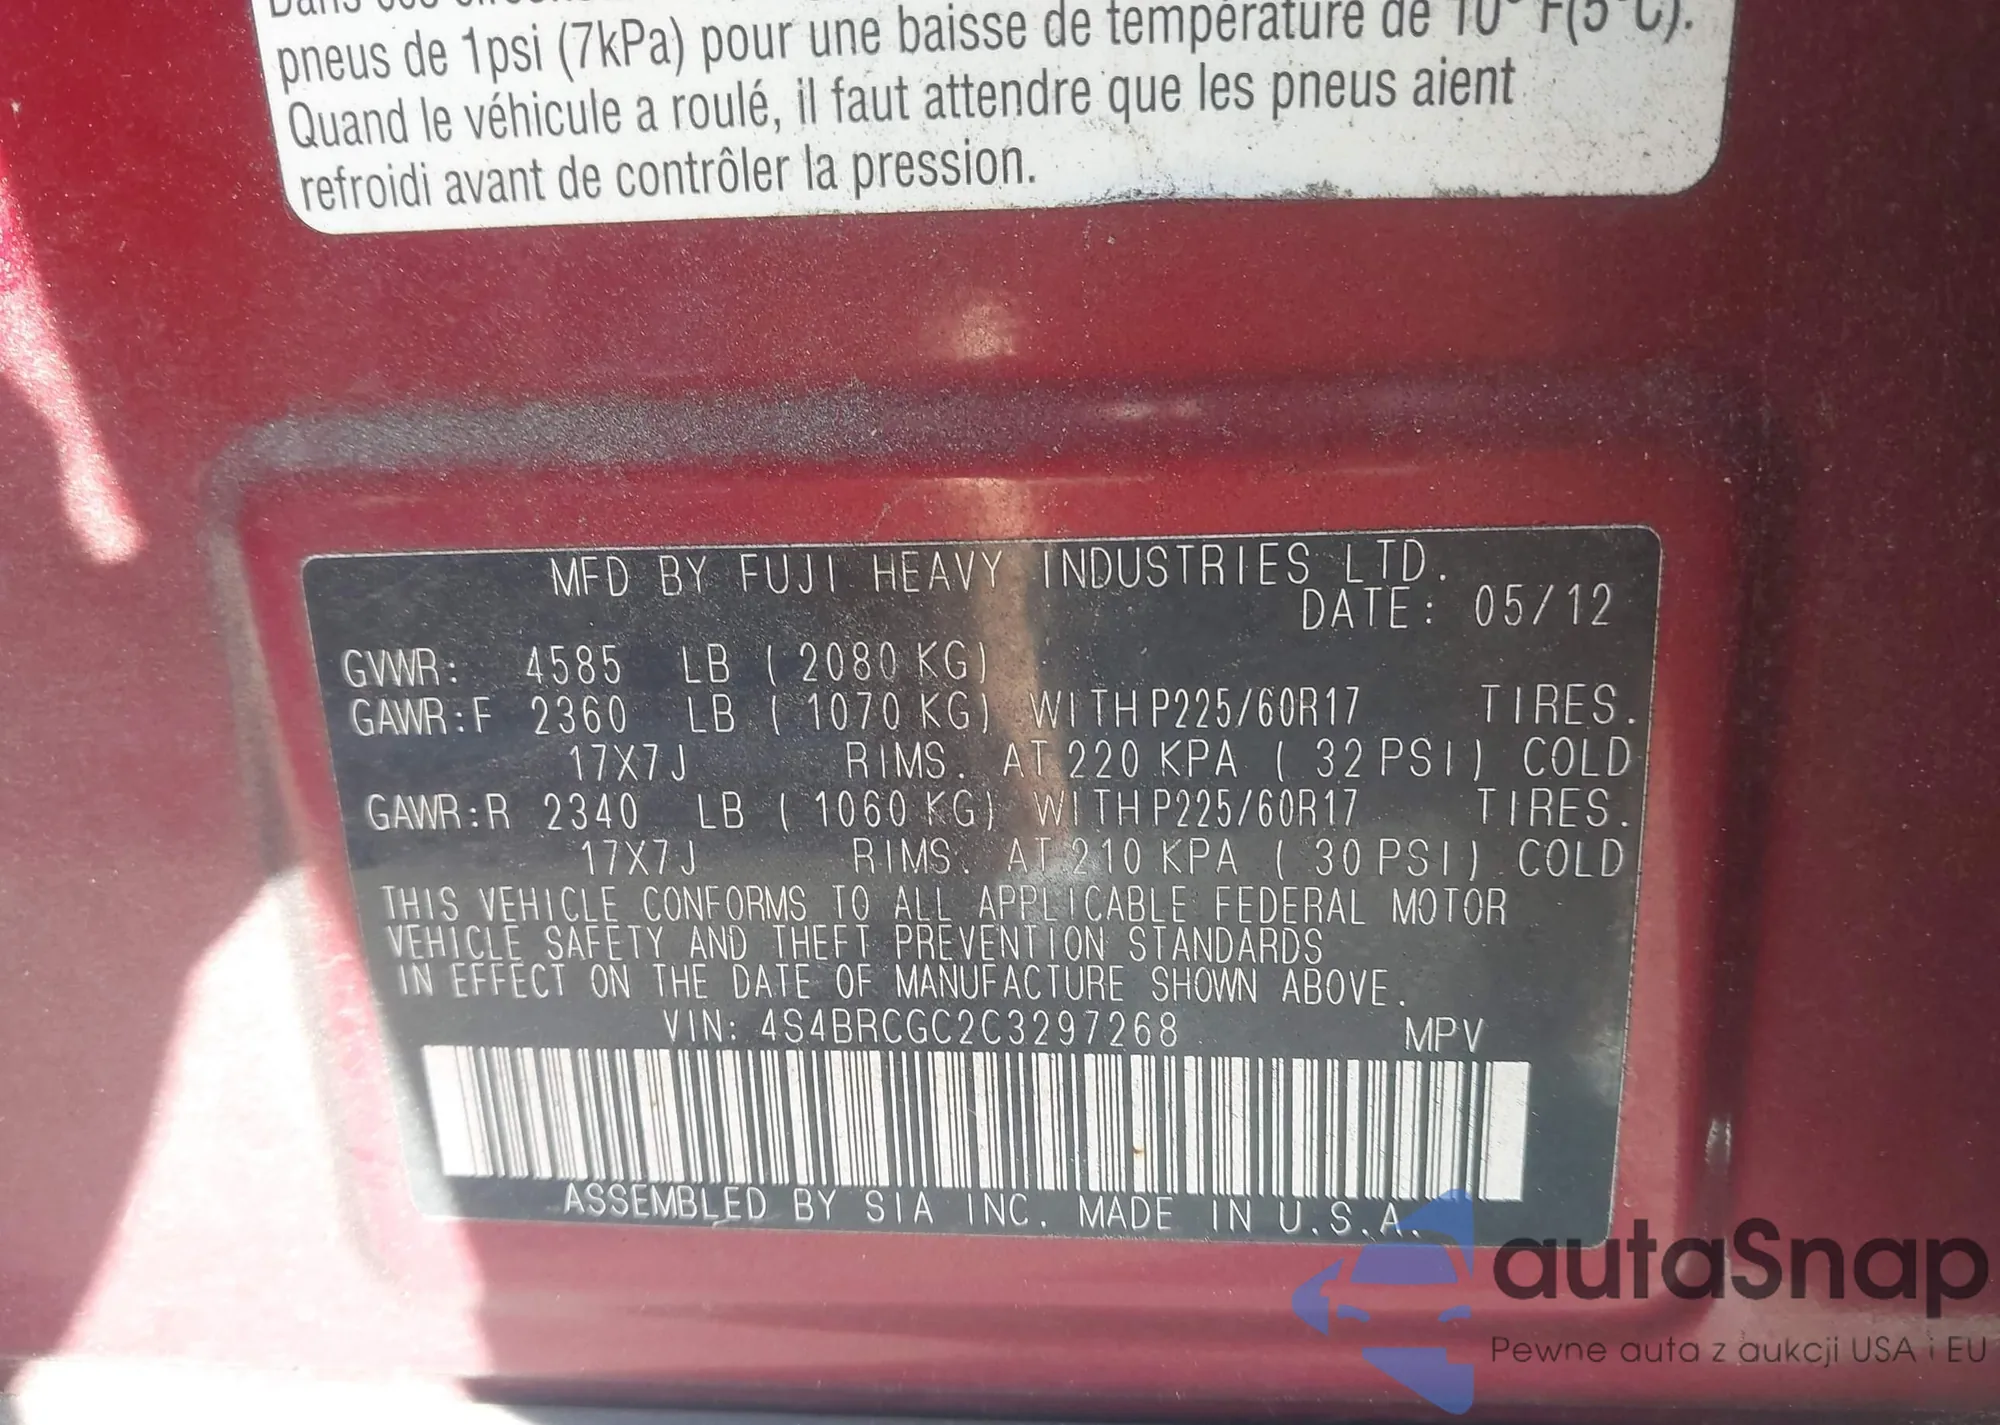 pneus de 1psi (7kPa) pour une baisse de température de 10° F(5°C).
Quand le véhicule a roulé, il faut attendre que les pneus aient
refroidi avant de contrôler la pression.
MFD BY FUJI HEAVY INDUSTRIES LTD.
DATE: 05/12
GVWR: 4585 LB ( 2080 KG)
GAWR:F 2360 LB ( 1070 KG) WITH P225/60R17 TIRES.
17X7J RIMS. AT 220 KPA ( 32 PSI) COLD
GAWR:R 2340 LB ( 1060 KG) WITH P225/60R17 TIRES.
17X7J RIMS. AT 210 KPA ( 30 PSI) COLD
THIS VEHICLE CONFORMS TO ALL APPLICABLE FEDERAL MOTOR
VEHICLE SAFETY AND THEFT PREVENTION STANDARDS
IN EFFECT ON THE DATE OF MANUFACTURE SHOWN ABOVE.
VIN: 4S4BRCGC2C3297268 MPV
ASSEMBLED BY SIA INC. MADE IN U.S.A.
autaSnap
Pewne auta z aukcji USA i EU